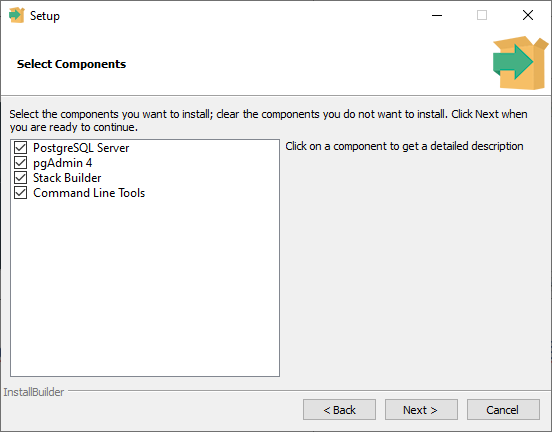 Setup
Select Components
Select the components you want to install; clear the components you do not want to install. Click Next when
you are ready to continue.
PostgreSQL Server
pgAdmin 4
Stack Builder
Command Line Tools
Click on a component to get a detailed description
InstallBuilder
< Back
Next >
Cancel